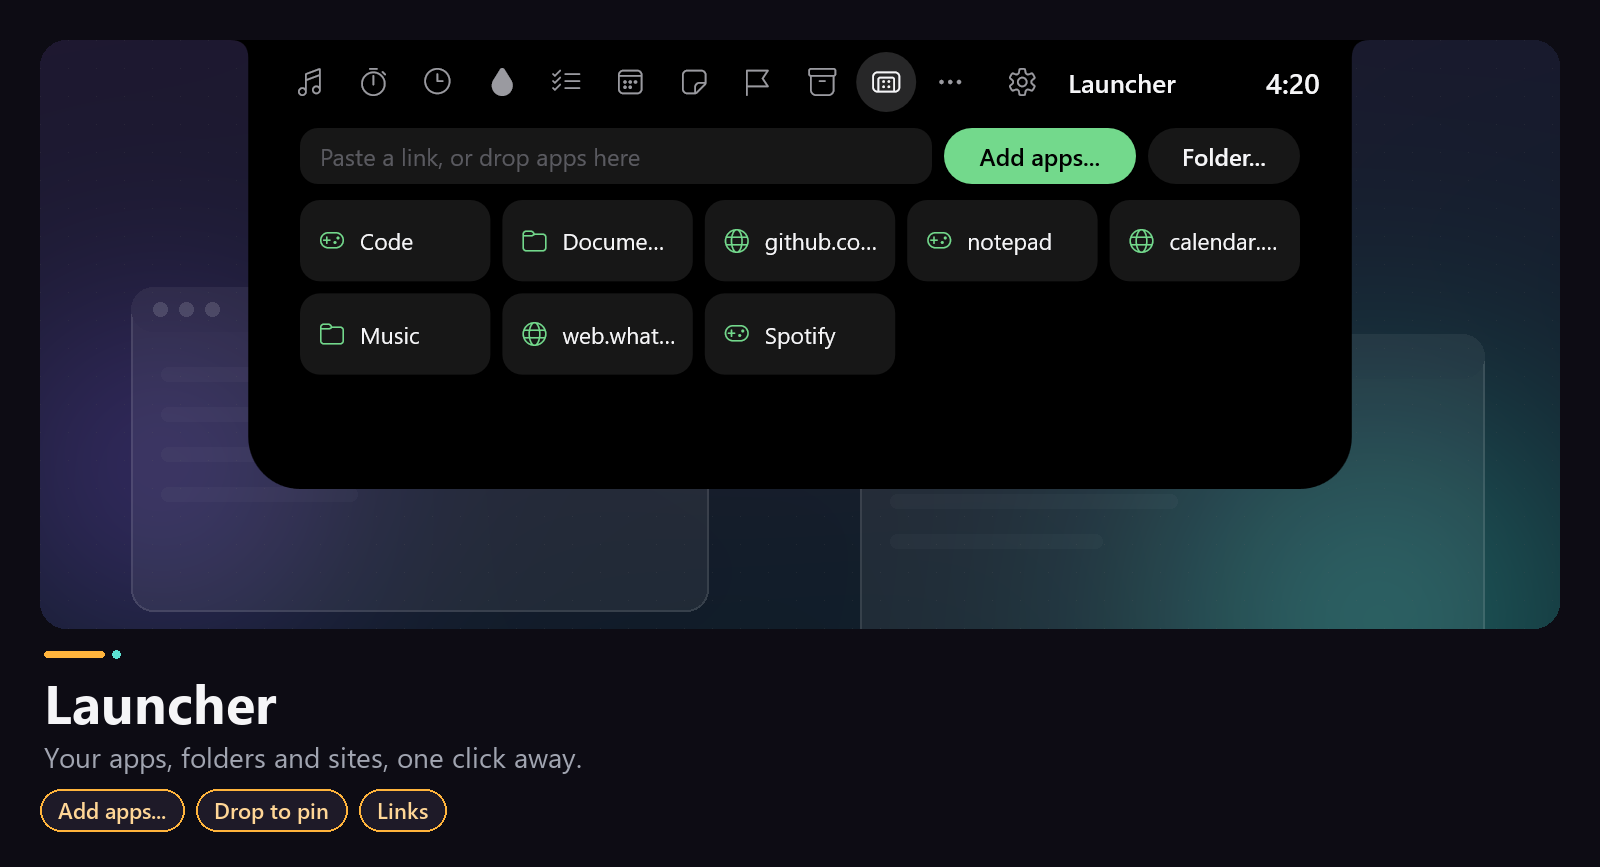 Launcher 4:20
Paste a link, or drop apps here Add apps... Folder...
Code Docume... github.co... notepad calendar....
Music web.what... Spotify
Launcher
Your apps, folders and sites, one click away.
Add apps... Drop to pin Links